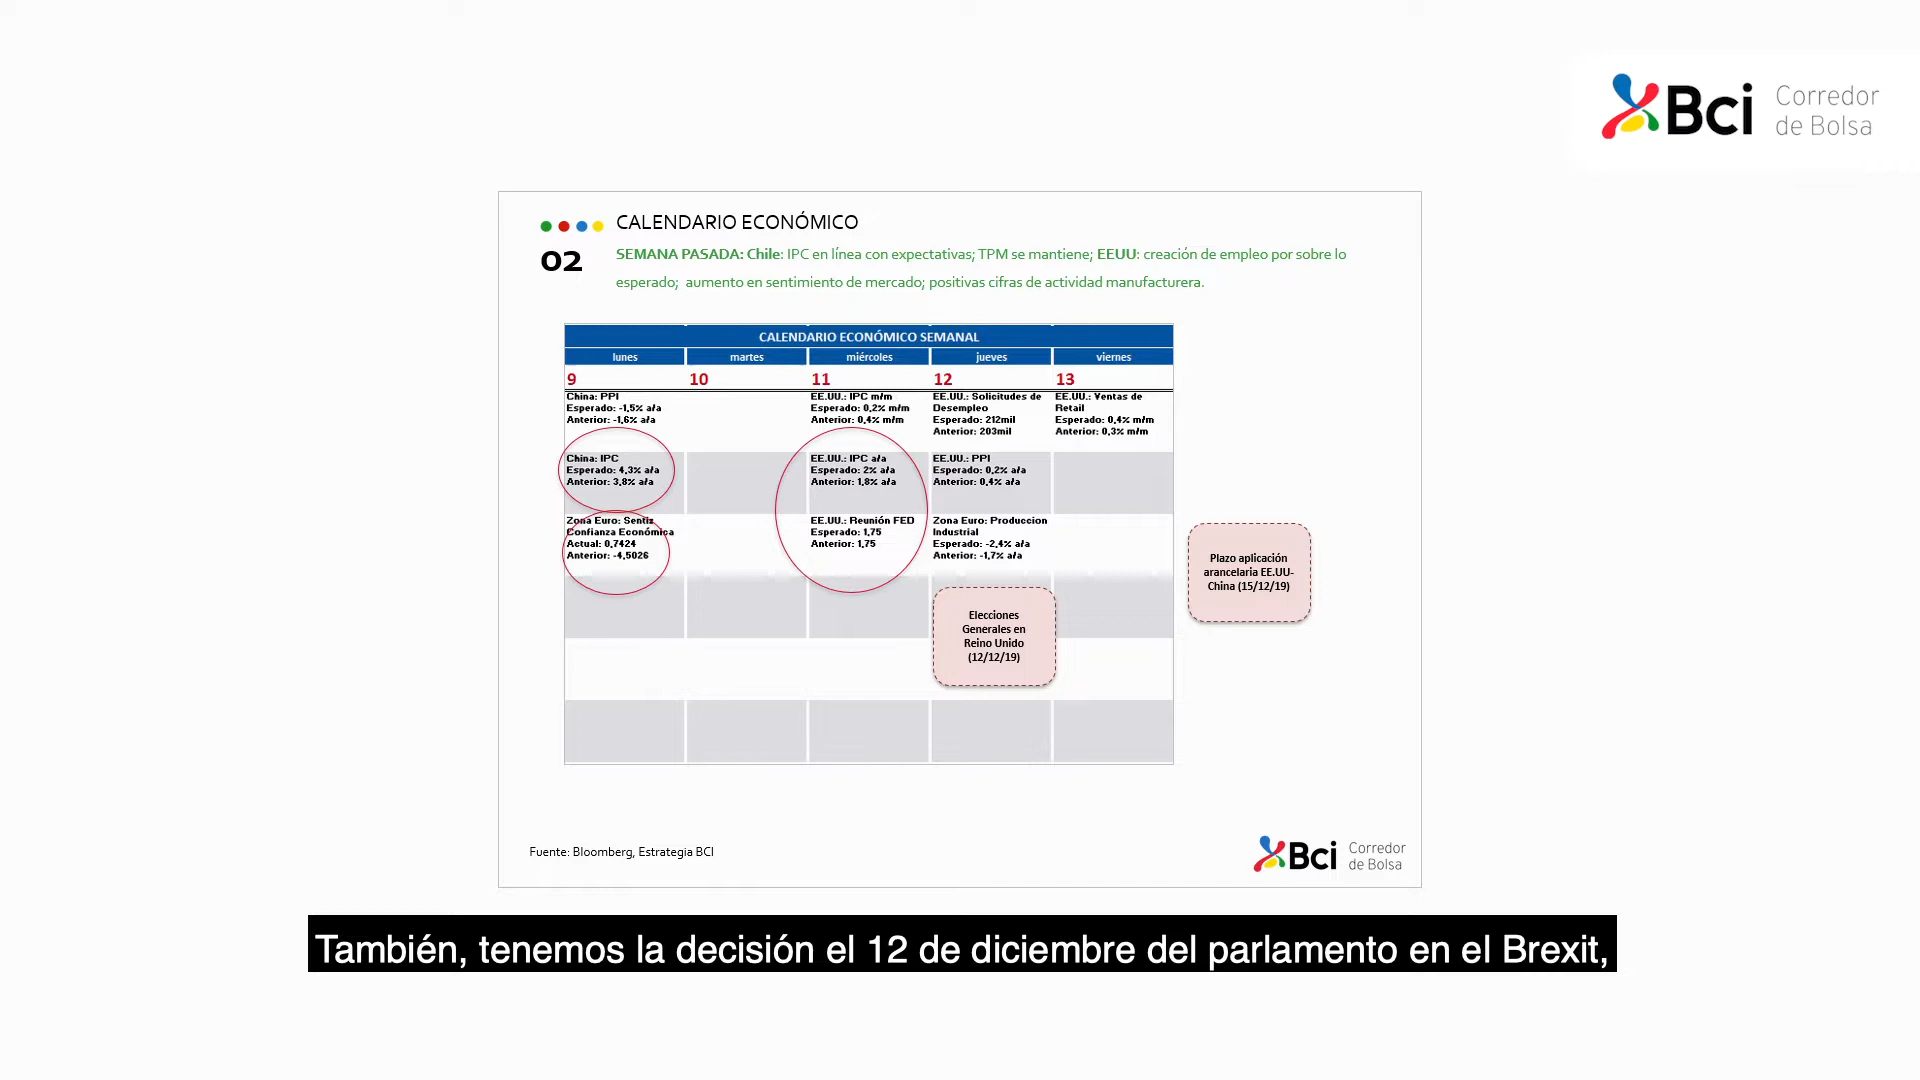 Bci Corredor
de Bolsa
CALENDARIO ECONÓMICO
02
SEMANA PASADA: Chile: IPC en línea con expectativas; TPM se mantiene; EEUU: creación de empleo por sobre lo
esperado; aumento en sentimiento de mercado; positivas cifras de actividad manufacturera.
CALENDARIO ECONÓMICO SEMANAL
lunes martes miércoles jueves viernes
9 10 11 12 13
China: PPI
Esperado: -1,5% a/a
Anterior: -1,6% a/a
EE.UU.: IPC m/m
Esperado: 0,2% m/m
Anterior: 0,4% m/m
EE.UU.: Solicitudes de
Desempleo
Esperado: 212mil
Anterior: 203mil
EE.UU.: Ventas de
Retail
Esperado: 0,4% m/m
Anterior: 0,3% m/m
China: IPC
Esperado: 4,3% a/a
Anterior: 3,8% a/a
EE.UU.: IPC a/a
Esperado: 2% a/a
Anterior: 1,8% a/a
EE.UU.: PPI
Esperado: 0,2% a/a
Anterior: 0,4% a/a
Zona Euro: Sentix
Confianza Económica
Actual: 0,7424
Anterior: -4,5026
EE.UU.: Reunión FED
Esperado: 1,75
Anterior: 1,75
Zona Euro: Produccion
Industrial
Esperado: -2,4% a/a
Anterior: -1,7% a/a
Plazo aplicación
arancelaria EE.UU-
China (15/12/19)
Elecciones
Generales en
Reino Unido
(12/12/19)
Fuente: Bloomberg, Estrategia BCI
Bci Corredor
de Bolsa
También, tenemos la decisión el 12 de diciembre del parlamento en el Brexit,